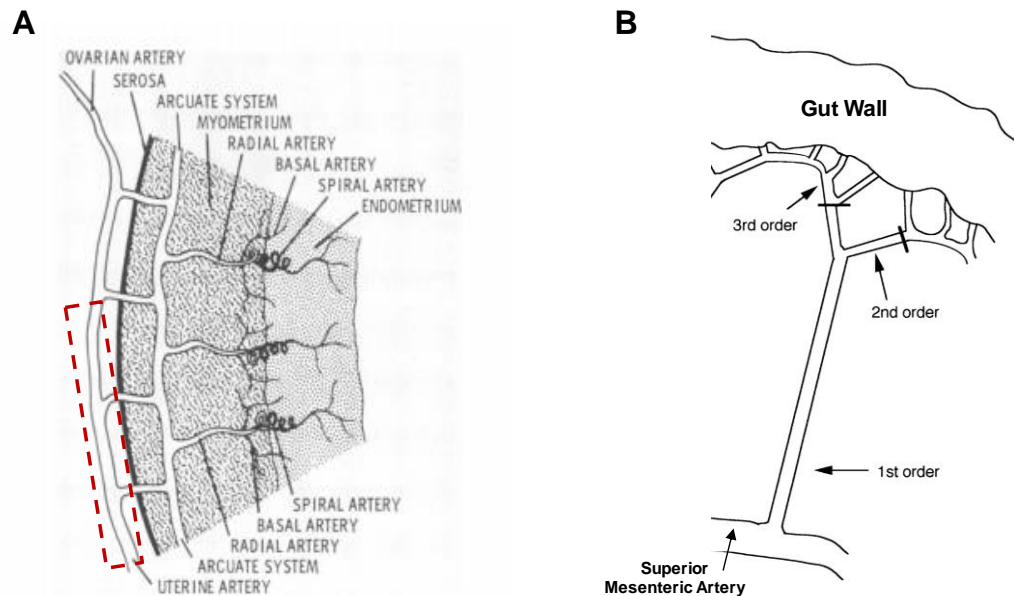 A
OVARIAN ARTERY
SEROSA
ARCUATE SYSTEM
MYOMETRIUM
RADIAL ARTERY
BASAL ARTERY
SPIRAL ARTERY
ENDOMETRIUM
SPIRAL ARTERY
BASAL ARTERY
RADIAL ARTERY
ARCUATE SYSTEM
UTERINE ARTERY
B
Gut Wall
3rd order
2nd order
1st order
Superior
Mesenteric Artery